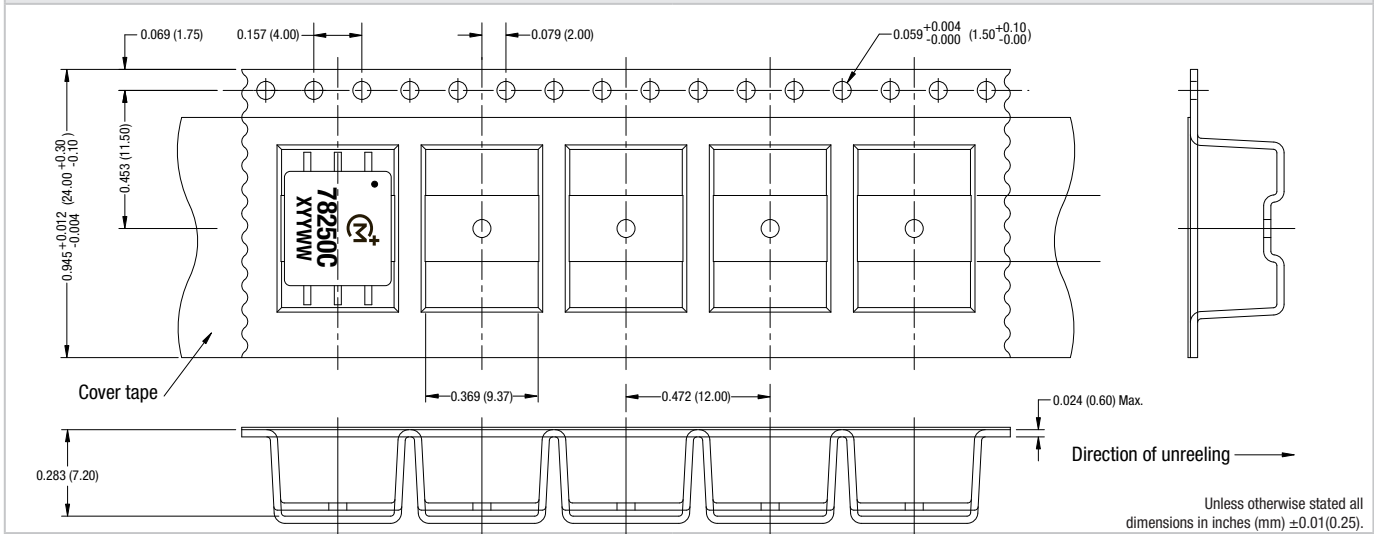 0.069 (1.75)
0.157 (4.00)
0.079 (2.00)
0.059 +0.004 -0.000 (1.50 +0.10 -0.00)
0.945 +0.012 -0.004 (24.00 +0.30 -0.10)
0.453 (11.50)
78250C
XYYWW
M+
Cover tape
0.369 (9.37)
0.472 (12.00)
0.024 (0.60) Max.
0.283 (7.20)
Direction of unreeling
Unless otherwise stated all
dimensions in inches (mm) ±0.01(0.25).